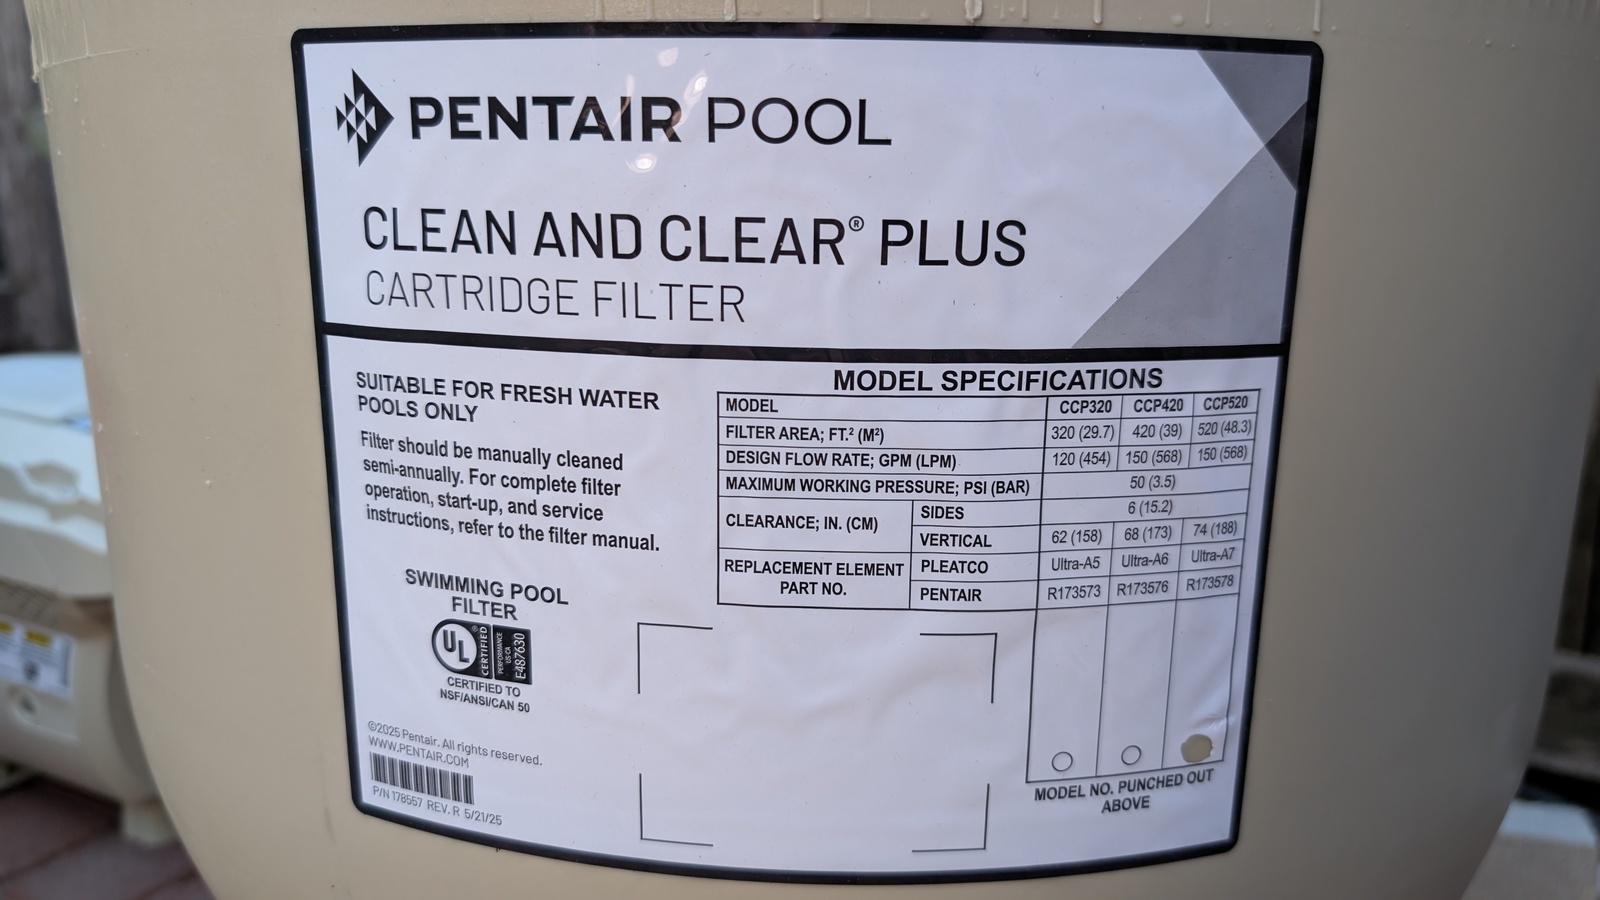 PENTAIR POOL
CLEAN AND CLEAR® PLUS
CARTRIDGE FILTER
SUITABLE FOR FRESH WATER
POOLS ONLY
Filter should be manually cleaned
semi-annually. For complete filter
operation, start-up, and service
instructions, refer to the filter manual.
SWIMMING POOL
FILTER
UL ® CERTIFIED
PERFORMANCE
US-CA
E487630
CERTIFIED TO
NSF/ANSI/CAN 50
©2025 Pentair. All rights reserved.
WWW.PENTAIR.COM
P/N 178557 REV. R 5/21/25
MODEL SPECIFICATIONS
MODEL CCP320 CCP420 CCP520
FILTER AREA; FT.² (M²) 320 (29.7) 420 (39) 520 (48.3)
DESIGN FLOW RATE; GPM (LPM) 120 (454) 150 (568) 150 (568)
MAXIMUM WORKING PRESSURE; PSI (BAR) 50 (3.5)
CLEARANCE; IN. (CM) SIDES 6 (15.2)
VERTICAL 62 (158) 68 (173) 74 (188)
REPLACEMENT ELEMENT PLEATCO Ultra-A5 Ultra-A6 Ultra-A7
PART NO. PENTAIR R173573 R173576 R173578
MODEL NO. PUNCHED OUT
ABOVE